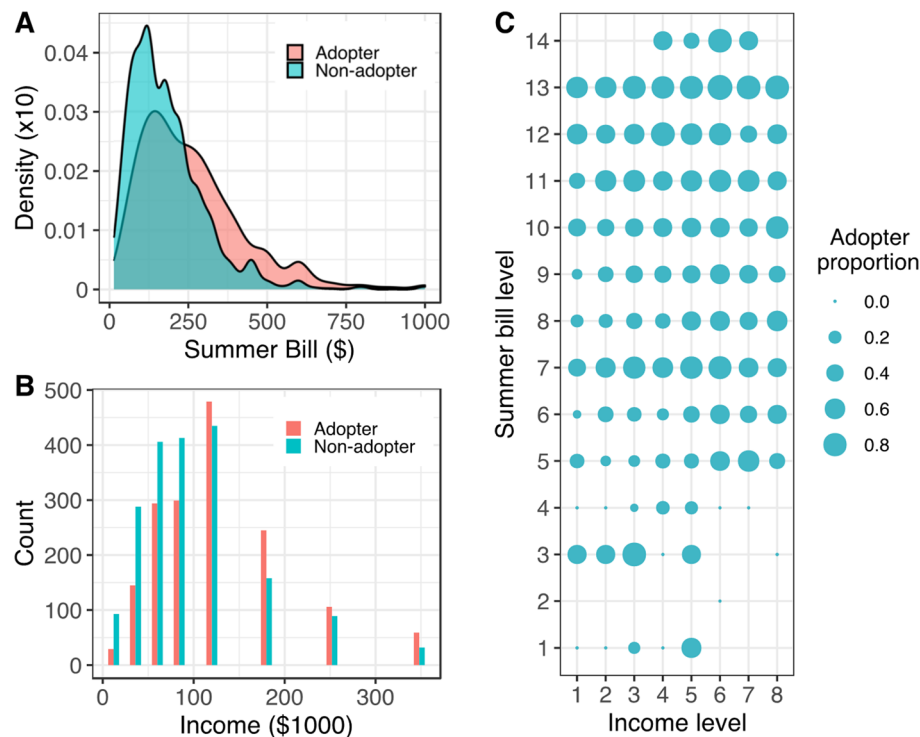 A
Density (x10)
0.04
0.03
0.02
0.01
0
Adopter
Non-adopter
0 250 500 750 1000
Summer Bill ($)
B
Count
500
400
300
200
100
0
Adopter
Non-adopter
0 100 200 300
Income ($1000)
C
Summer bill level
14
13
12
11
10
9
8
7
6
5
4
3
2
1
1 2 3 4 5 6 7 8
Income level
Adopter
proportion
0.0
0.2
0.4
0.6
0.8